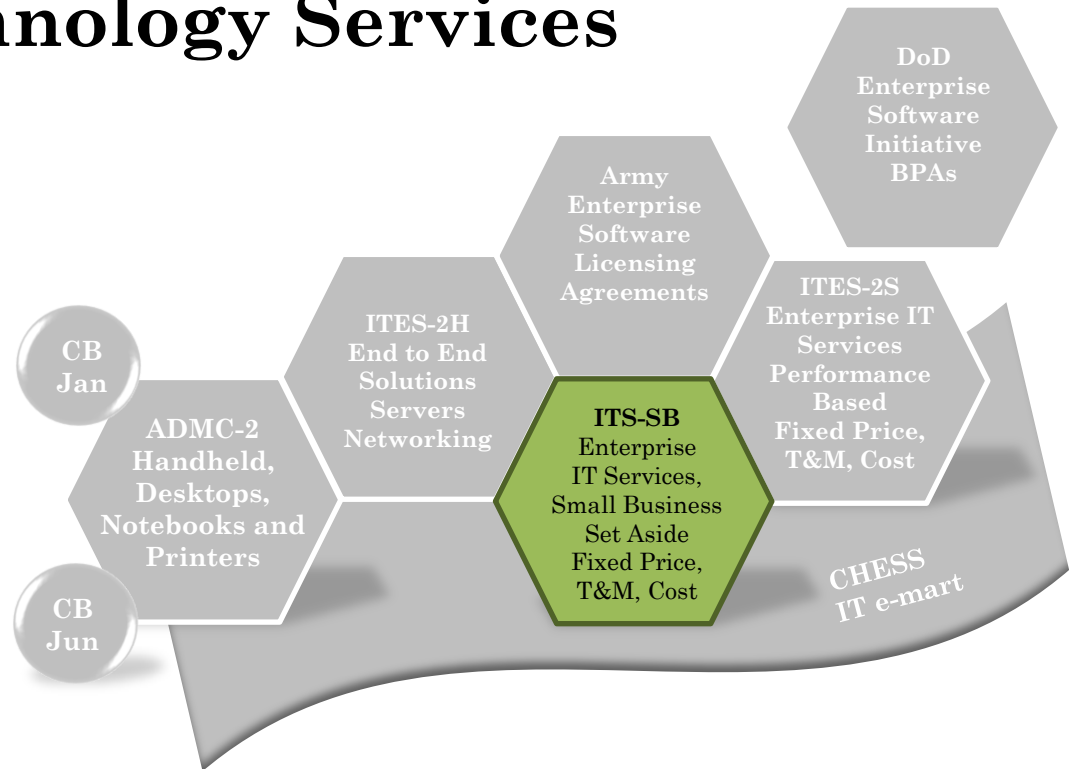 nnology Services
DoD
Enterprise
Software
Initiative
BPAs
Army
Enterprise
Software
Licensing
Agreements
ITES-2H
End to End
Solutions
Servers
Networking
ITES-2S
Enterprise IT
Services
Performance
Based
Fixed Price,
T&M, Cost
CB
Jan
ADMC-2
Handheld,
Desktops,
Notebooks and
Printers
ITS-SB
Enterprise
IT Services,
Small Business
Set Aside
Fixed Price,
T&M, Cost
CB
Jun
CHESS
IT e-mart